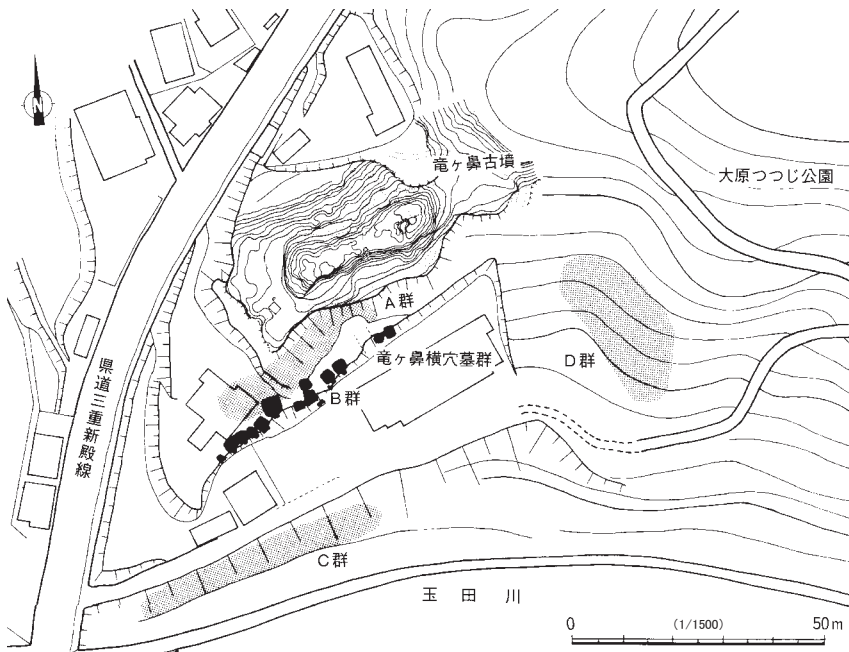 竜ヶ鼻古墳
大原つつじ公園
A群
竜ヶ鼻横穴墓群
D群
B群
県道三重新殿線
C群
玉田川
0 (1/1500) 50m
N